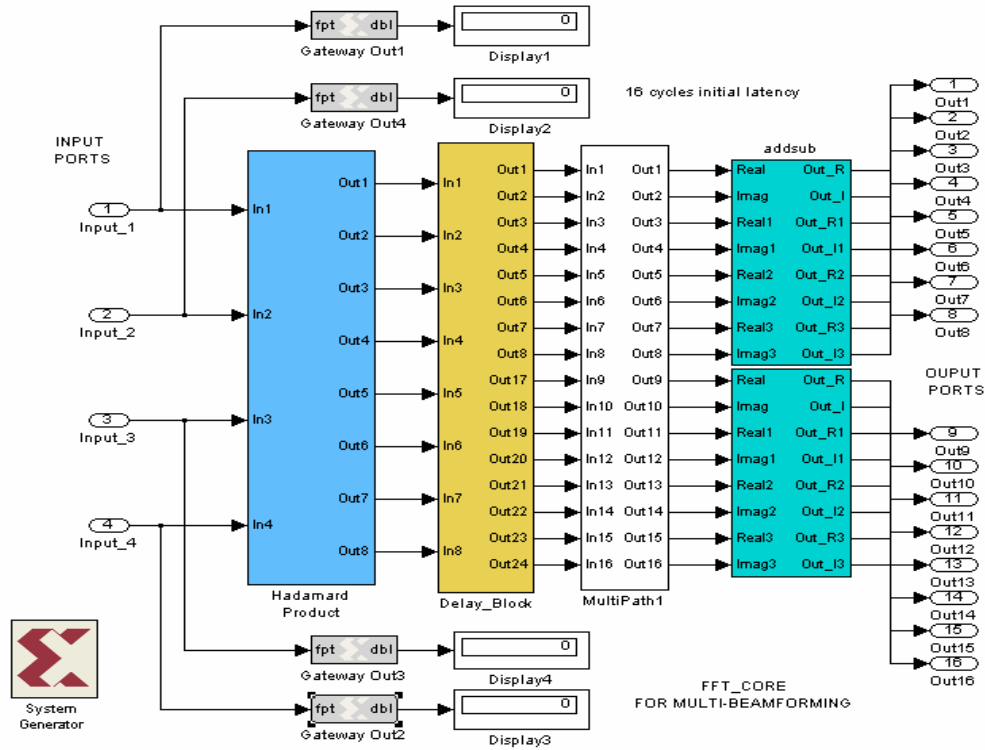 fpt dbl
Gateway Out1
0
Display1
fpt dbl
Gateway Out4
0
Display2
16 cycles initial latency
INPUT
PORTS
1
Input_1
2
Input_2
3
Input_3
4
Input_4
In1
In2
In3
In4
Out1
Out2
Out3
Out4
Out5
Out6
Out7
Out8
Hadamard
Product
In1
In2
In3
In4
In5
In6
In7
In8
Out1
Out2
Out3
Out4
Out5
Out6
Out7
Out8
Out17
Out18
Out19
Out20
Out21
Out22
Out23
Out24
Delay_Block
In1 Out1
In2 Out2
In3 Out3
In4 Out4
In5 Out5
In6 Out6
In7 Out7
In8 Out8
In9 Out9
In10 Out10
In11 Out11
In12 Out12
In13 Out13
In14 Out14
In15 Out15
In16 Out16
MultiPath1
addsub
Real Out_R
Imag Out_I
Real1 Out_R1
Imag1 Out_I1
Real2 Out_R2
Imag2 Out_I2
Real3 Out_R3
Imag3 Out_I3
Real Out_R
Imag Out_I
Real1 Out_R1
Imag1 Out_I1
Real2 Out_R2
Imag2 Out_I2
Real3 Out_R3
Imag3 Out_I3
1
Out1
2
Out2
3
Out3
4
Out4
5
Out5
6
Out6
7
Out7
8
Out8
OUPUT
PORTS
9
Out9
10
Out10
11
Out11
12
Out12
13
Out13
14
Out14
15
Out15
16
Out16
fpt dbl
Gateway Out3
0
Display4
fpt dbl
Gateway Out2
0
Display3
System
Generator
FFT_CORE
FOR MULTI-BEAMFORMING